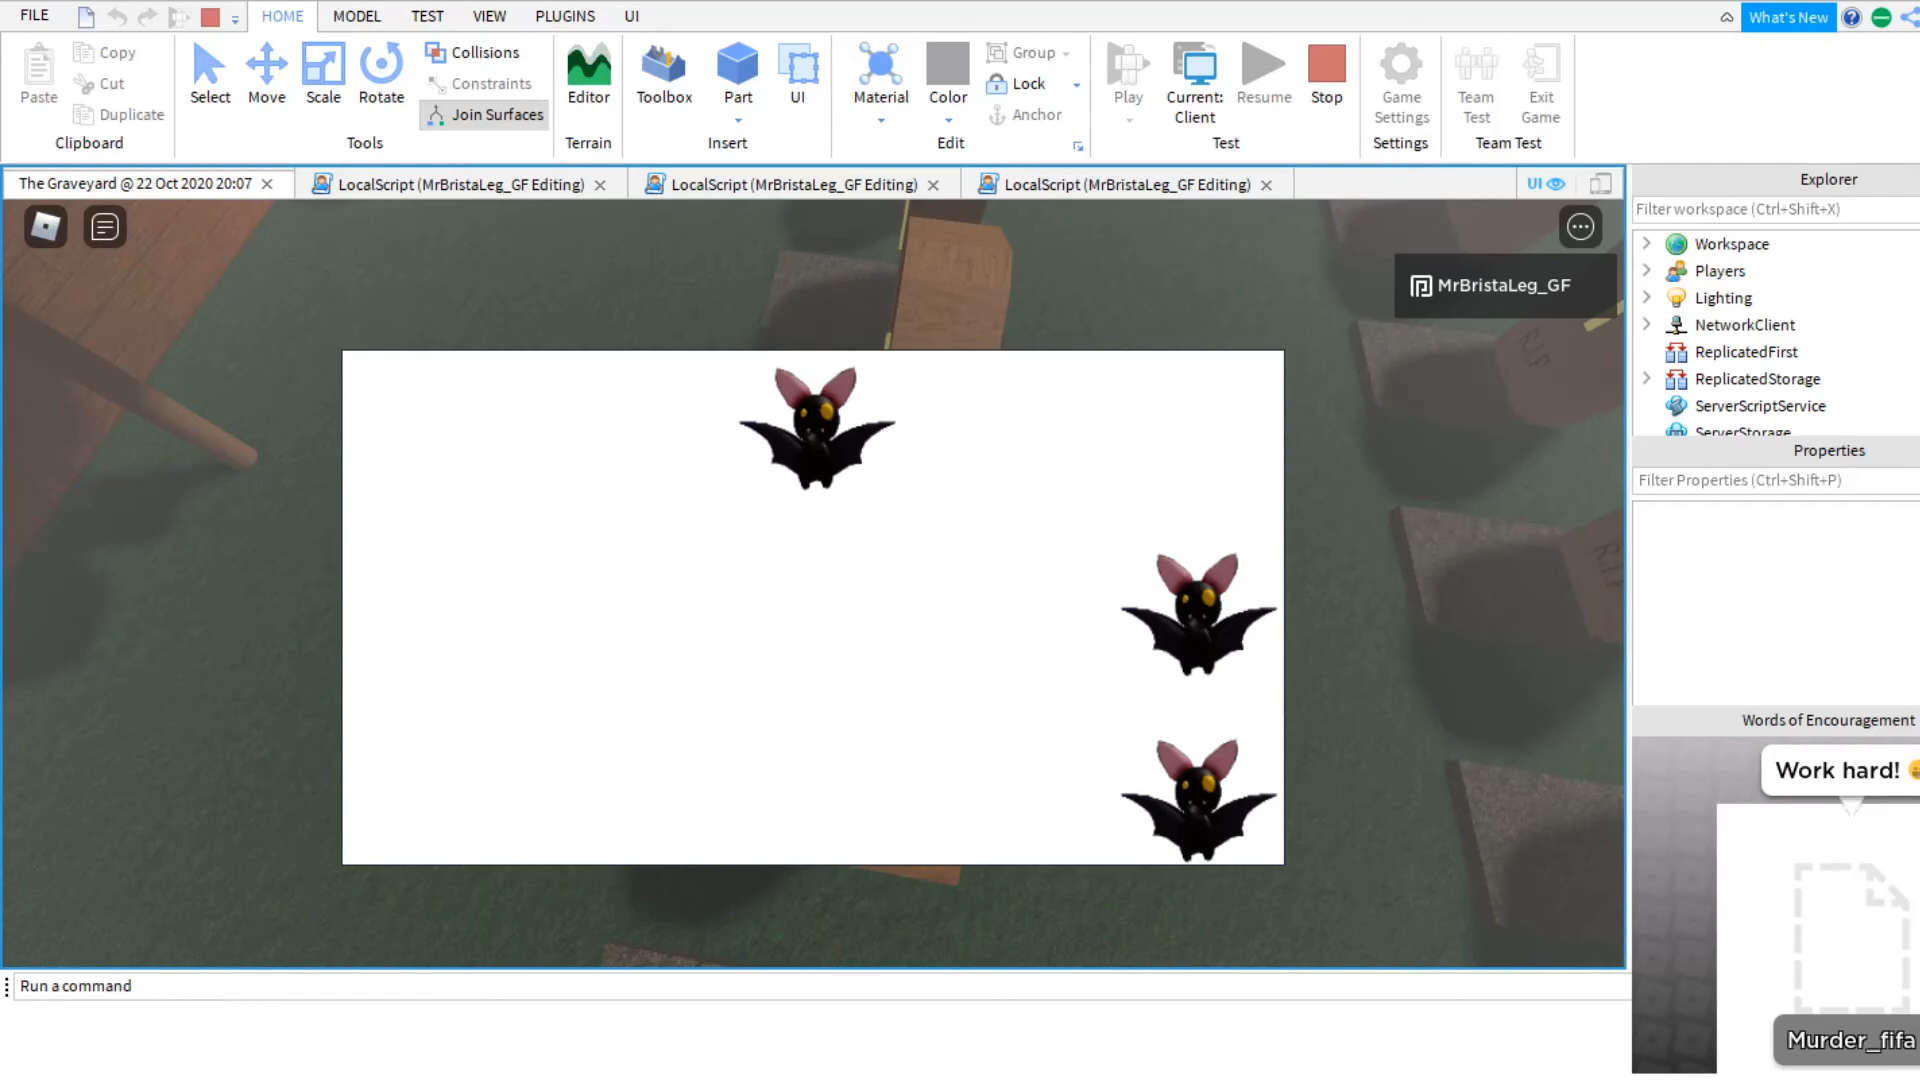 FILE
HOME
MODEL
TEST
VIEW
PLUGINS
UI
What's New
Paste
Copy
Cut
Duplicate
Clipboard
Select
Move
Scale
Rotate
Collisions
Constraints
Join Surfaces
Tools
Editor
Terrain
Toolbox
Part
UI
Insert
Material
Color
Group
Lock
Anchor
Edit
Play
Current:
Client
Resume
Stop
Test
Game
Settings
Settings
Team
Test
Exit
Game
Team Test
The Graveyard @ 22 Oct 2020 20:07
LocalScript (MrBristaLeg_GF Editing)
LocalScript (MrBristaLeg_GF Editing)
LocalScript (MrBristaLeg_GF Editing)
UI
MrBristaLeg_GF
R.I.P
R.I.P
Explorer
Filter workspace (Ctrl+Shift+X)
Workspace
Players
Lighting
NetworkClient
ReplicatedFirst
ReplicatedStorage
ServerScriptService
ServerStorage
Properties
Filter Properties (Ctrl+Shift+P)
Words of Encouragement
Work hard!
Murder_fifa
Run a command